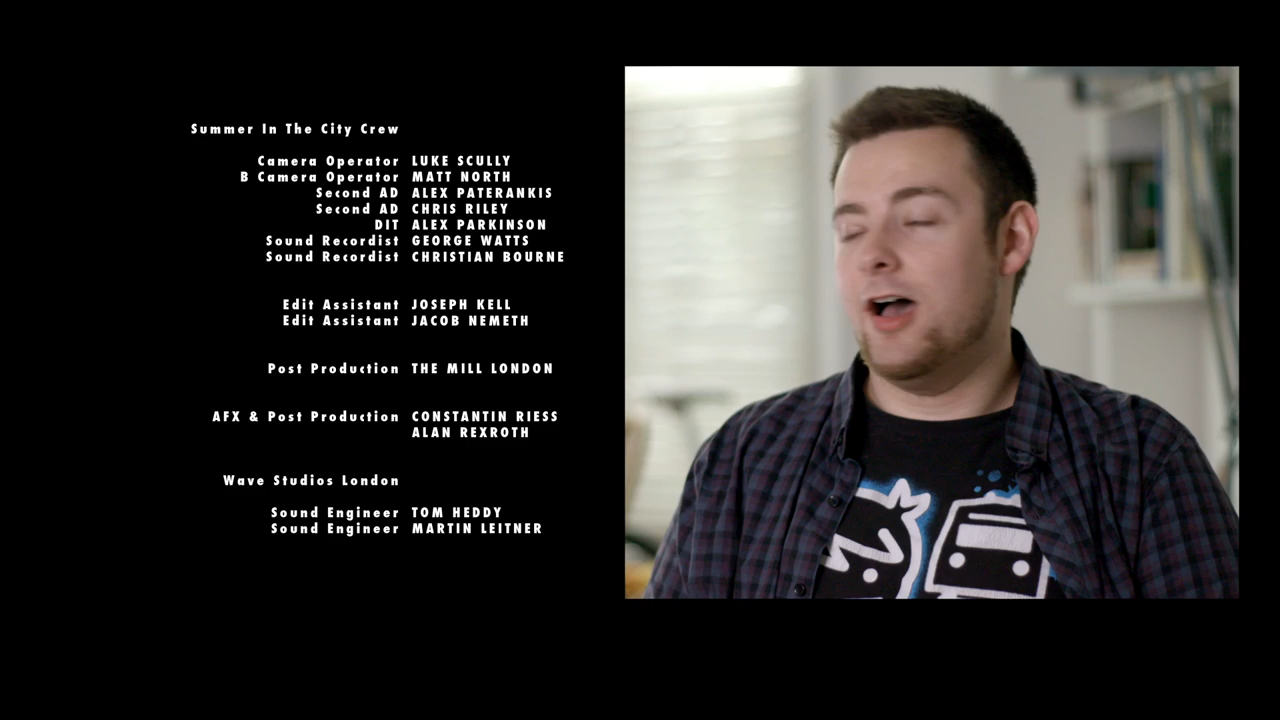 Summer In The City Crew
Camera Operator LUKE SCULLY
B Camera Operator MATT NORTH
Second AD ALEX PATERANKIS
Second AD CHRIS RILEY
DIT ALEX PARKINSON
Sound Recordist GEORGE WATTS
Sound Recordist CHRISTIAN BOURNE
Edit Assistant JOSEPH KELL
Edit Assistant JACOB NEMETH
Post Production THE MILL LONDON
AFX & Post Production CONSTANTIN RIESS
ALAN REXROTH
Wave Studios London
Sound Engineer TOM HEDDY
Sound Engineer MARTIN LEITNER